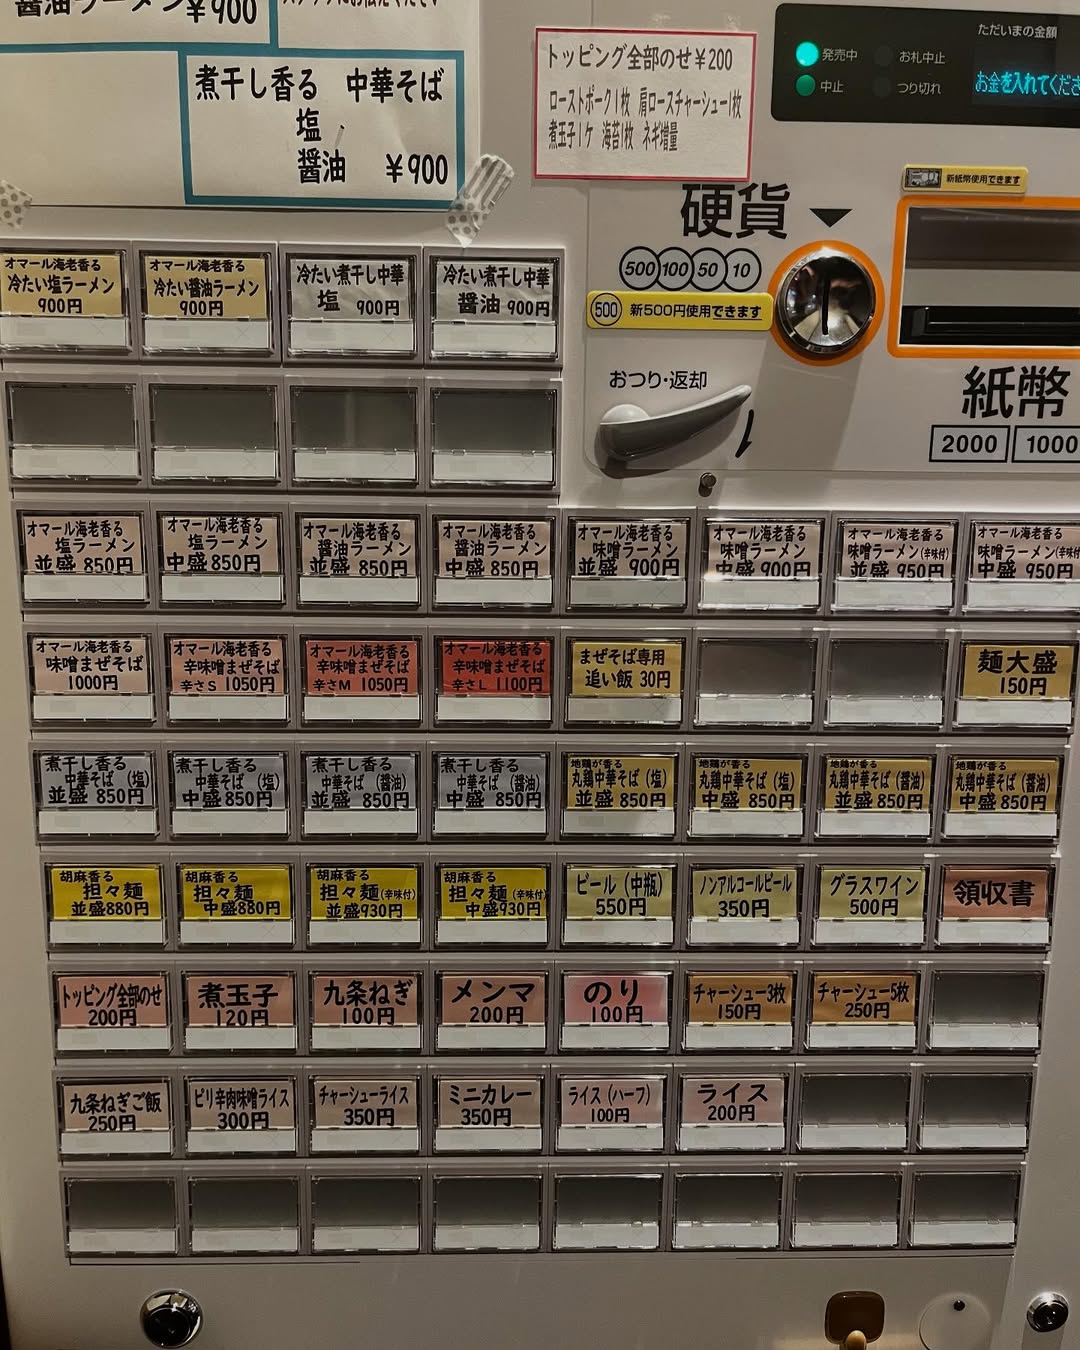 醤油ラーメン¥900
煮干し香る 中華そば
塩
醤油 ¥900
トッピング全部のせ¥200
ローストポーク1枚 肩ロースチャーシュー1枚
煮玉子1ケ 海苔1枚 ネギ増量
ただいまの金額
発売中 お札中止
中止 つり切れ
お金を入れてくださ
新紙幣使用できます
硬貨
500 100 50 10
500 新500円使用できます
おつり・返却
紙幣
2000 1000
オマール海老香る
冷たい塩ラーメン
900円
オマール海老香る
冷たい醤油ラーメン
900円
冷たい煮干し中華
塩 900円
冷たい煮干し中華
醤油 900円
オマール海老香る
塩ラーメン
並盛 850円
オマール海老香る
塩ラーメン
中盛 850円
オマール海老香る
醤油ラーメン
並盛 850円
オマール海老香る
醤油ラーメン
中盛 850円
オマール海老香る
味噌ラーメン
並盛 900円
オマール海老香る
味噌ラーメン
中盛 900円
オマール海老香る
味噌ラーメン(辛味付)
並盛 950円
オマール海老香る
味噌ラーメン(辛味付
中盛 950円
オマール海老香る
味噌まぜそば
1000円
オマール海老香る
辛味噌まぜそば
辛さS 1050円
オマール海老香る
辛味噌まぜそば
辛さM 1050円
オマール海老香る
辛味噌まぜそば
辛さL 1100円
まぜそば専用
追い飯 30円
麺大盛
150円
煮干し香る
中華そば(塩)
並盛 850円
煮干し香る
中華そば(塩)
中盛 850円
煮干し香る
中華そば(醤油)
並盛 850円
煮干し香る
中華そば(醤油)
中盛 850円
地鶏が香る
丸鶏中華そば(塩)
並盛 850円
地鶏が香る
丸鶏中華そば(塩)
中盛 850円
地鶏が香る
丸鶏中華そば(醤油)
並盛 850円
地鶏が香る
丸鶏中華そば(醤油)
中盛 850円
胡麻香る
担々麺
並盛880円
胡麻香る
担々麺
中盛880円
胡麻香る
担々麺(辛味付)
並盛930円
胡麻香る
担々麺(辛味付)
中盛930円
ビール(中瓶)
550円
ノンアルコールビール
350円
グラスワイン
500円
領収書
トッピング全部のせ
200円
煮玉子
120円
九条ねぎ
100円
メンマ
200円
のり
100円
チャーシュー3枚
150円
チャーシュー5枚
250円
九条ねぎご飯
250円
ピリ辛肉味噌ライス
300円
チャーシューライス
350円
ミニカレー
350円
ライス(ハーフ)
100円
ライス
200円